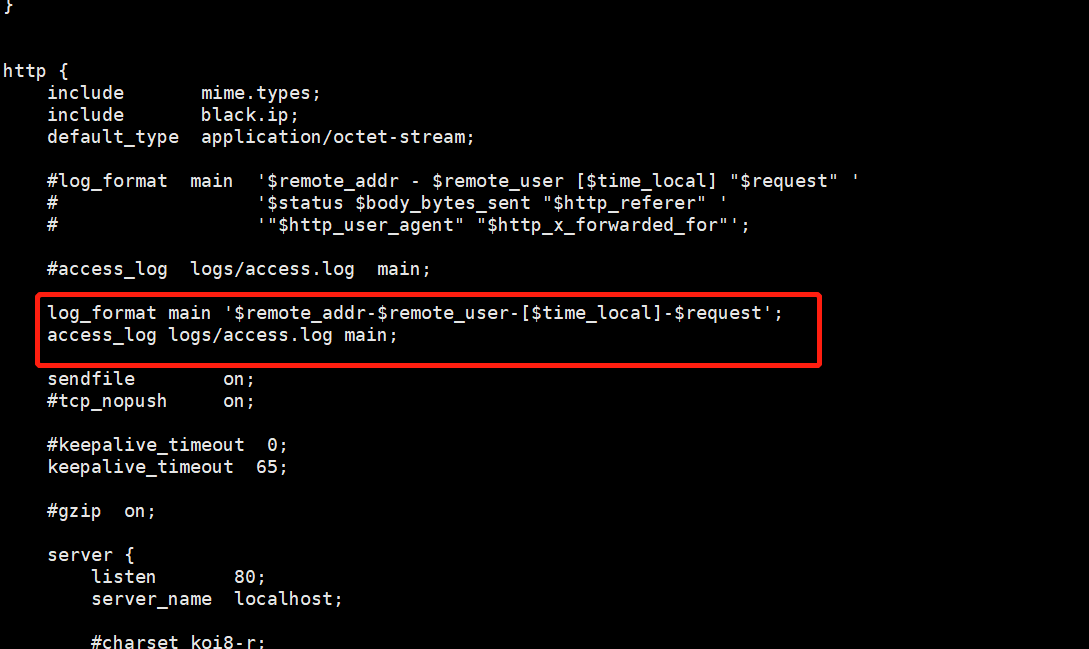 }
http {
    include       mime.types;
    include       black.ip;
    default_type  application/octet-stream;
    #log_format  main  '$remote_addr - $remote_user [$time_local] "$request" '
    #                  '$status $body_bytes_sent "$http_referer" '
    #                  '"$http_user_agent" "$http_x_forwarded_for"';
    #access_log  logs/access.log  main;
    log_format main '$remote_addr-$remote_user-[$time_local]-$request';
    access_log logs/access.log main;
    sendfile        on;
    #tcp_nopush     on;
    #keepalive_timeout  0;
    keepalive_timeout  65;
    #gzip  on;
    server {
        listen       80;
        server_name  localhost;
        #charset koi8-r;